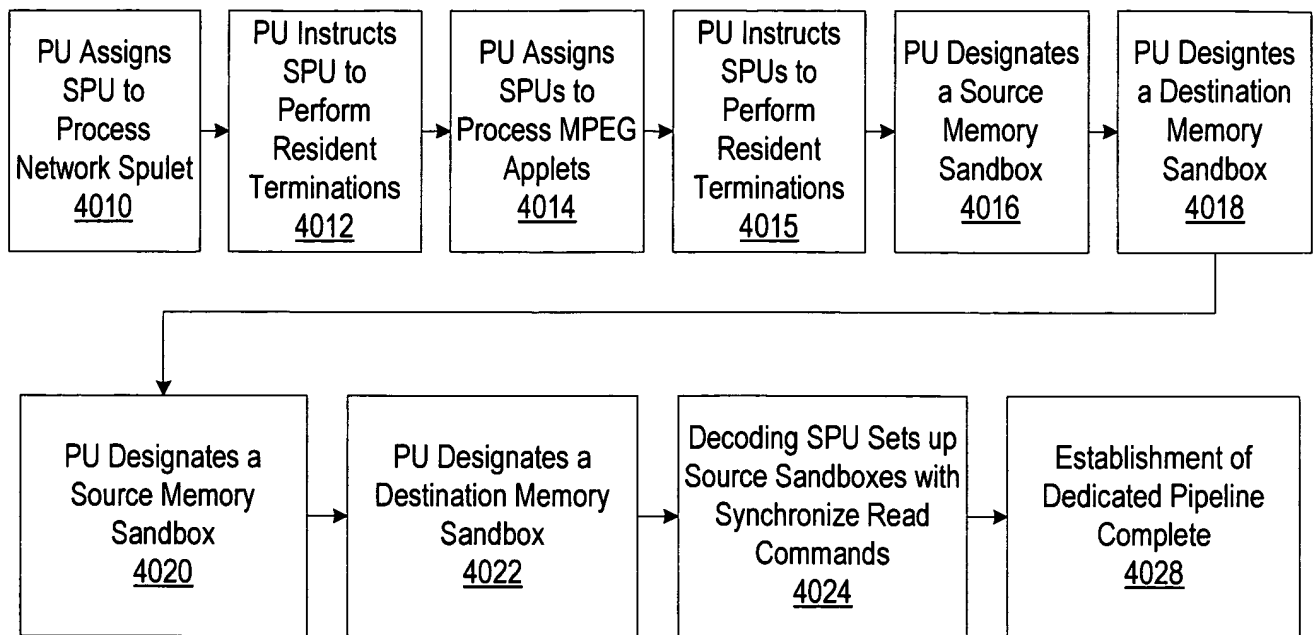 PU Assigns
SPU to
Process
Network Spulet
4010
PU Instructs
SPU to
Perform
Resident
Terminations
4012
PU Assigns
SPUs to
Process MPEG
Applets
4014
PU Instructs
SPUs to
Perform
Resident
Terminations
4015
PU Designates
a Source
Memory
Sandbox
4016
PU Designtes
a Destination
Memory
Sandbox
4018
PU Designates a
Source Memory
Sandbox
4020
PU Designates a
Destination Memory
Sandbox
4022
Decoding SPU Sets up
Source Sandboxes with
Synchronize Read
Commands
4024
Establishment of
Dedicated Pipeline
Complete
4028